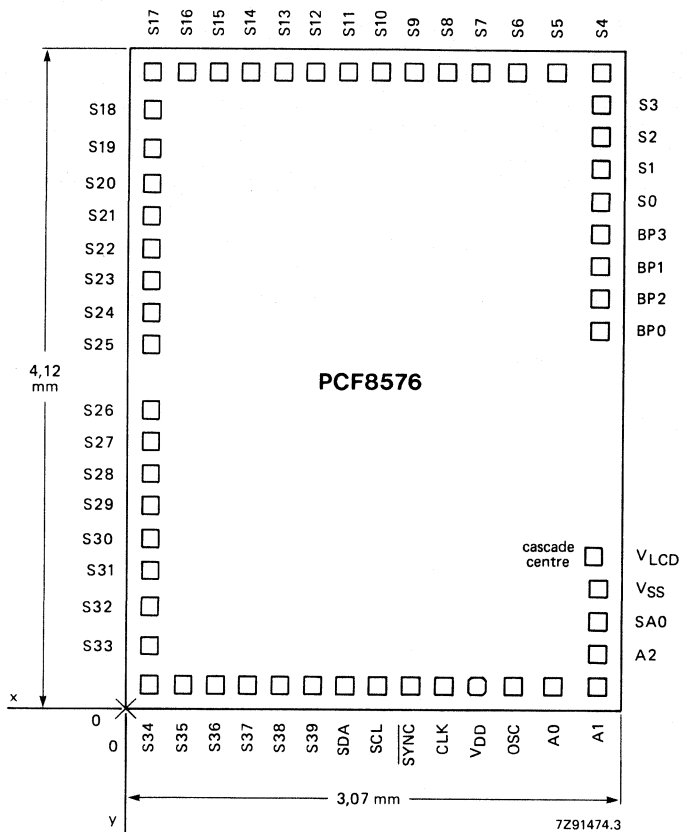 S17 S16 S15 S14 S13 S12 S11 S10 S9 S8 S7 S6 S5 S4
S18
S19
S20
S21
S22
S23
S24
S25
S26
S27
S28
S29
S30
S31
S32
S33
S3
S2
S1
S0
BP3
BP1
BP2
BP0
4,12
mm
PCF8576
cascade
centre
VLCD
VSS
SA0
A2
x
0
0
y
S34 S35 S36 S37 S38 S39 SDA SCL SYNC CLK VDD OSC A0 A1
3,07 mm
7Z91474.3